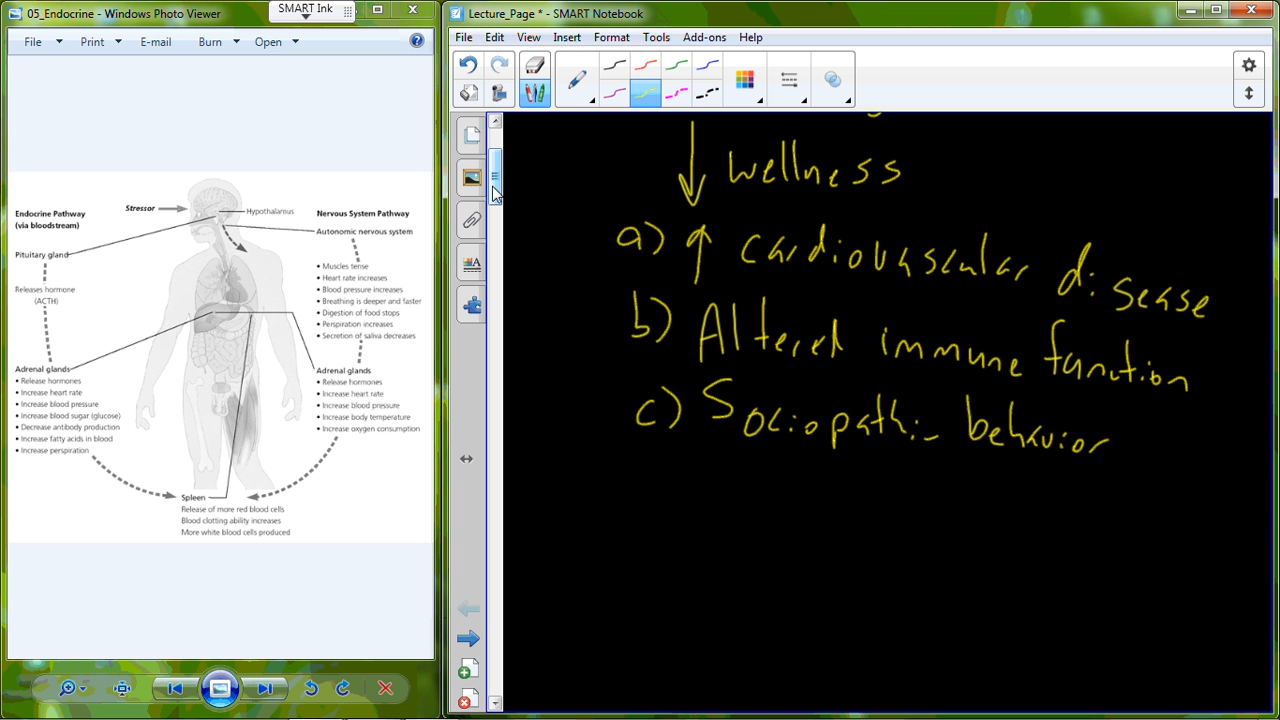 05_Endocrine - Windows Photo Viewer
SMART Ink
File Print E-mail Burn Open
Stressor
Hypothalamus
Endocrine Pathway
(via bloodstream)
Pituitary gland
Releases hormone
(ACTH)
Adrenal glands
• Release hormones
• Increase heart rate
• Increase blood pressure
• Increase blood sugar (glucose)
• Decrease antibody production
• Increase fatty acids in blood
• Increase perspiration
Nervous System Pathway
Autonomic nervous system
• Muscles tense
• Heart rate increases
• Blood pressure increases
• Breathing is deeper and faster
• Digestion of food stops
• Perspiration increases
• Secretion of saliva decreases
Adrenal glands
• Release hormones
• Increase heart rate
• Increase blood pressure
• Increase body temperature
• Increase oxygen consumption
Spleen
Release of more red blood cells
Blood clotting ability increases
More white blood cells produced
Lecture_Page * - SMART Notebook
File Edit View Insert Format Tools Add-ons Help
↓ wellness
a) ↑ cardiovascular disease
b) Altered immune function
c) Sociopathic behavior